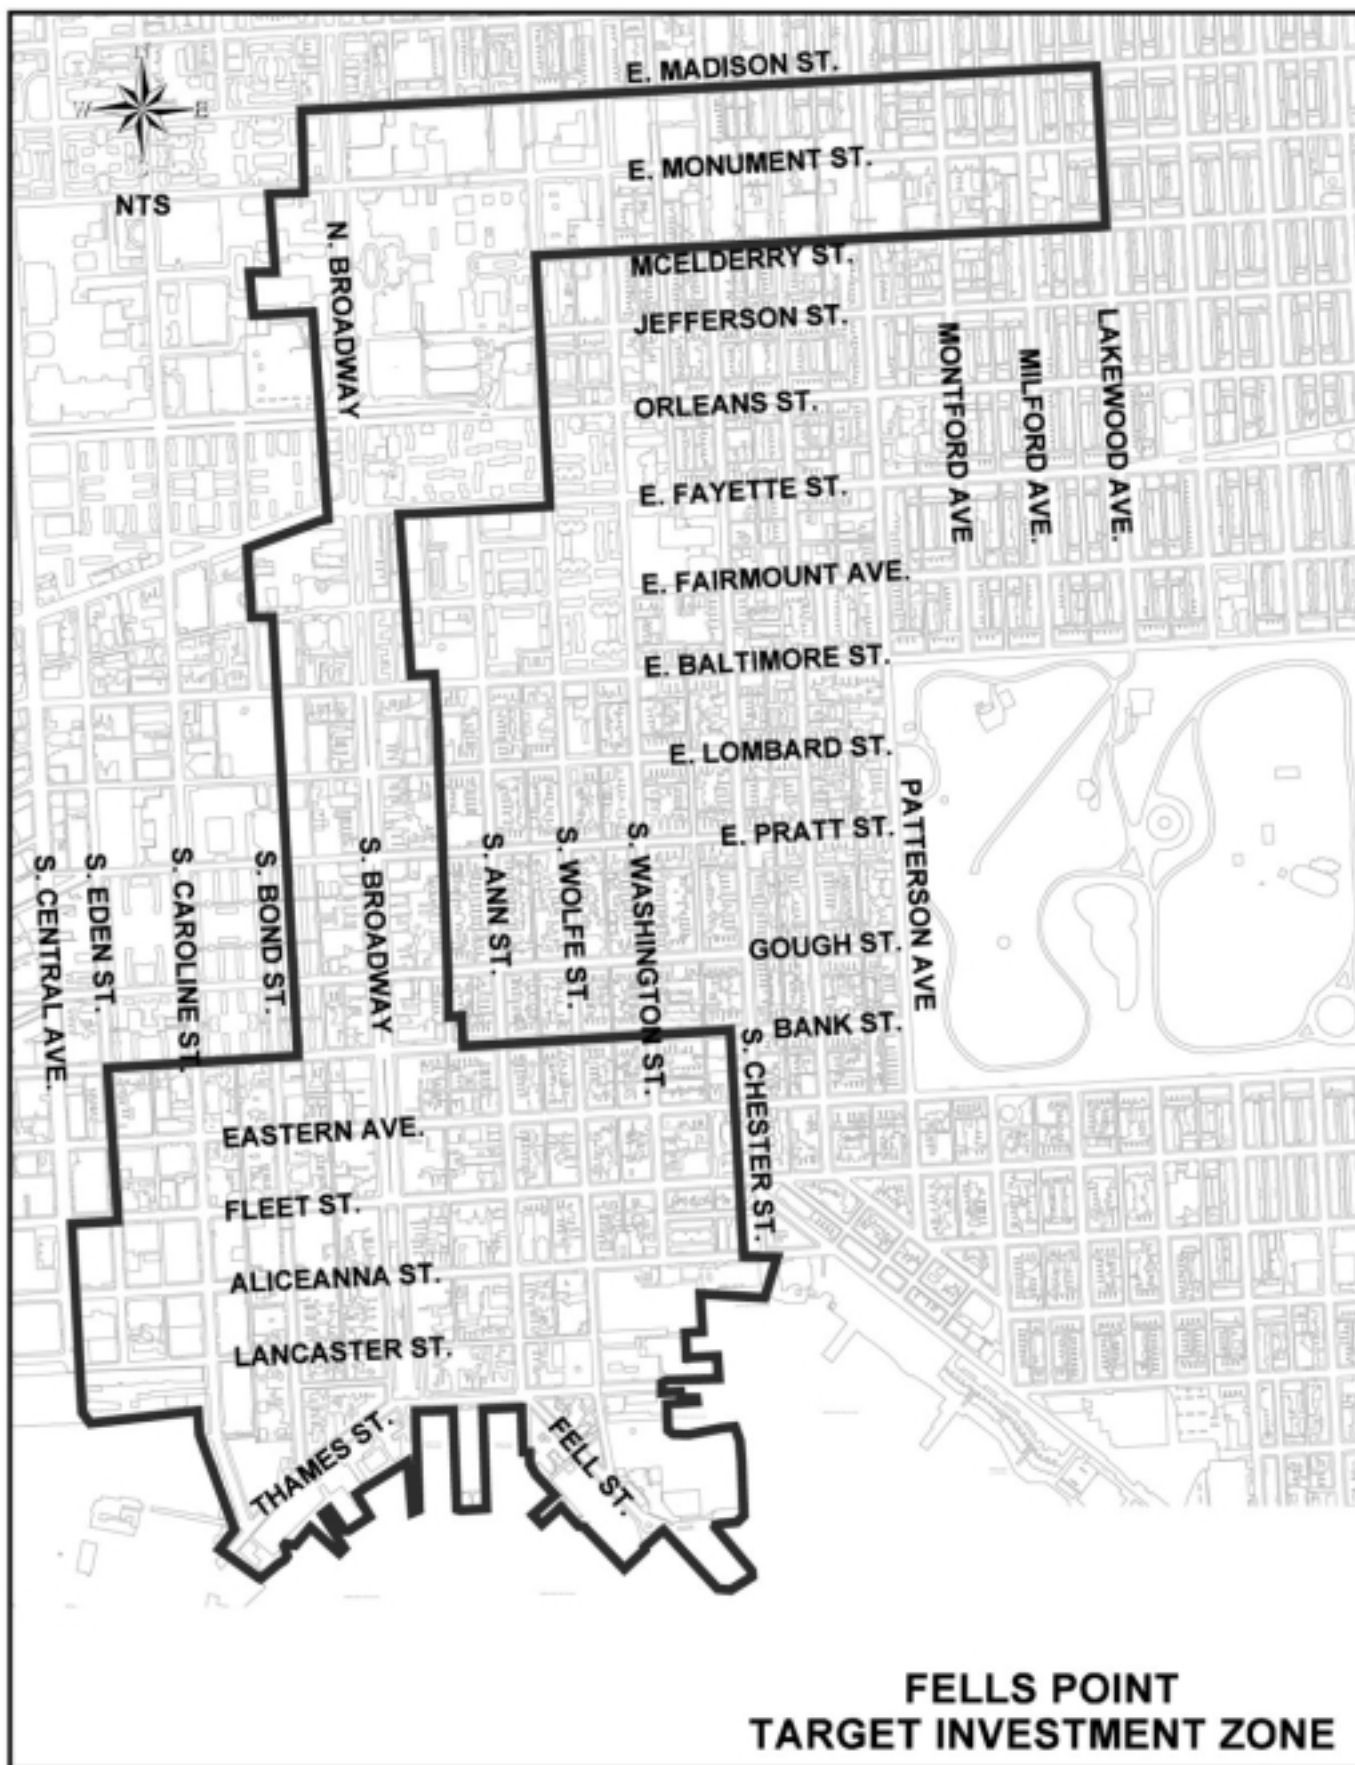 E. MADISON ST.
N
W
E
NTS
E. MONUMENT ST.
N. BROADWAY
MCELDERRY ST.
JEFFERSON ST.
MONTFORD AVE
MILFORD AVE.
LAKEWOOD AVE.
ORLEANS ST.
E. FAYETTE ST.
E. FAIRMOUNT AVE.
E. BALTIMORE ST.
E. LOMBARD ST.
E. PRATT ST.
PATTERSON AVE
S. CENTRAL AVE.
S. EDEN ST.
S. CAROLINE ST.
S. BOND ST.
S. BROADWAY
S. ANN ST.
S. WOLFE ST.
S. WASHINGTON ST.
GOUGH ST.
BANK ST.
S. CHESTER ST.
EASTERN AVE.
FLEET ST.
ALICEANNA ST.
LANCASTER ST.
THAMES ST.
FELL ST.
FELLS POINT
TARGET INVESTMENT ZONE